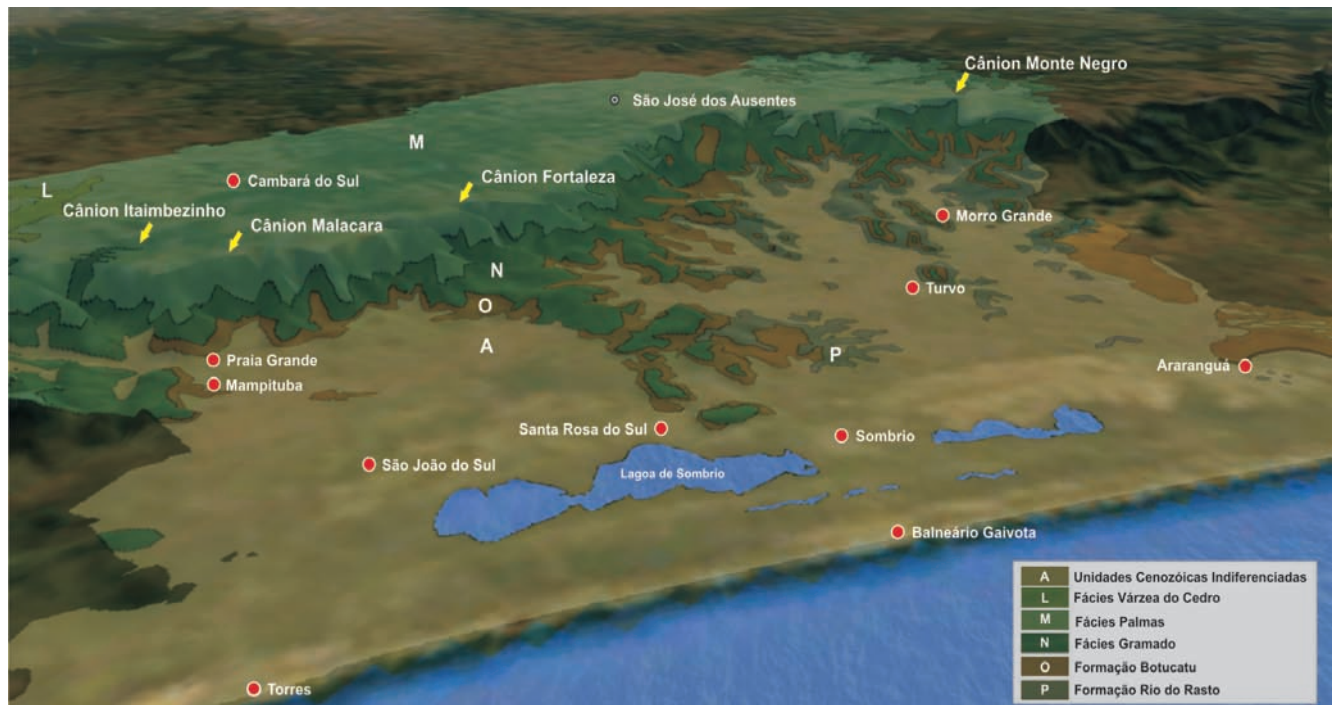 Cânion Monte Negro
São José dos Ausentes
M
Cânion Fortaleza
L
Cambará do Sul
Cânion Itaimbezinho
Cânion Malacara
Morro Grande
N
Turvo
O
A
P
Praia Grande
Araranguá
Mampituba
Santa Rosa do Sul
Sombrio
São João do Sul
Lagoa de Sombrio
Balneário Gaivota
Torres
A Unidades Cenozóicas Indiferenciadas
L Fácies Várzea do Cedro
M Fácies Palmas
N Fácies Gramado
O Formação Botucatu
P Formação Rio do Rasto